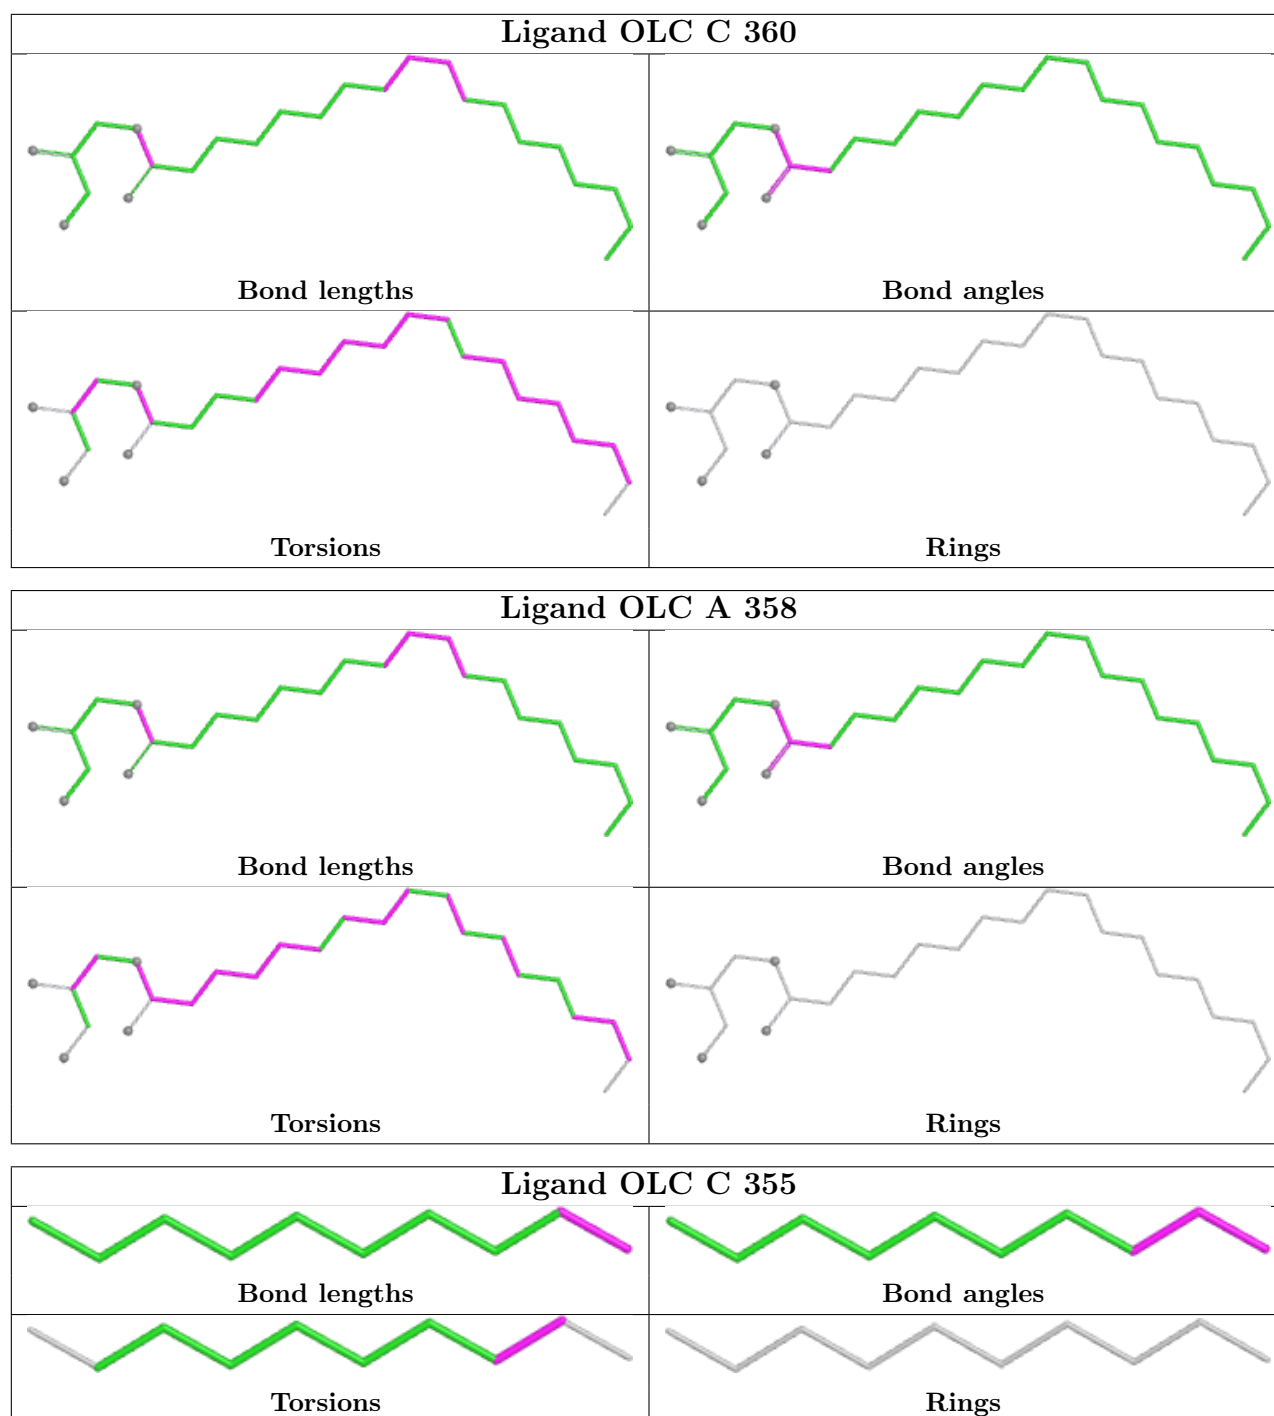 Ligand OLC C 360
Bond lengths
Bond angles
Torsions
Rings
Ligand OLC A 358
Bond lengths
Bond angles
Torsions
Rings
Ligand OLC C 355
Bond lengths
Bond angles
Torsions
Rings